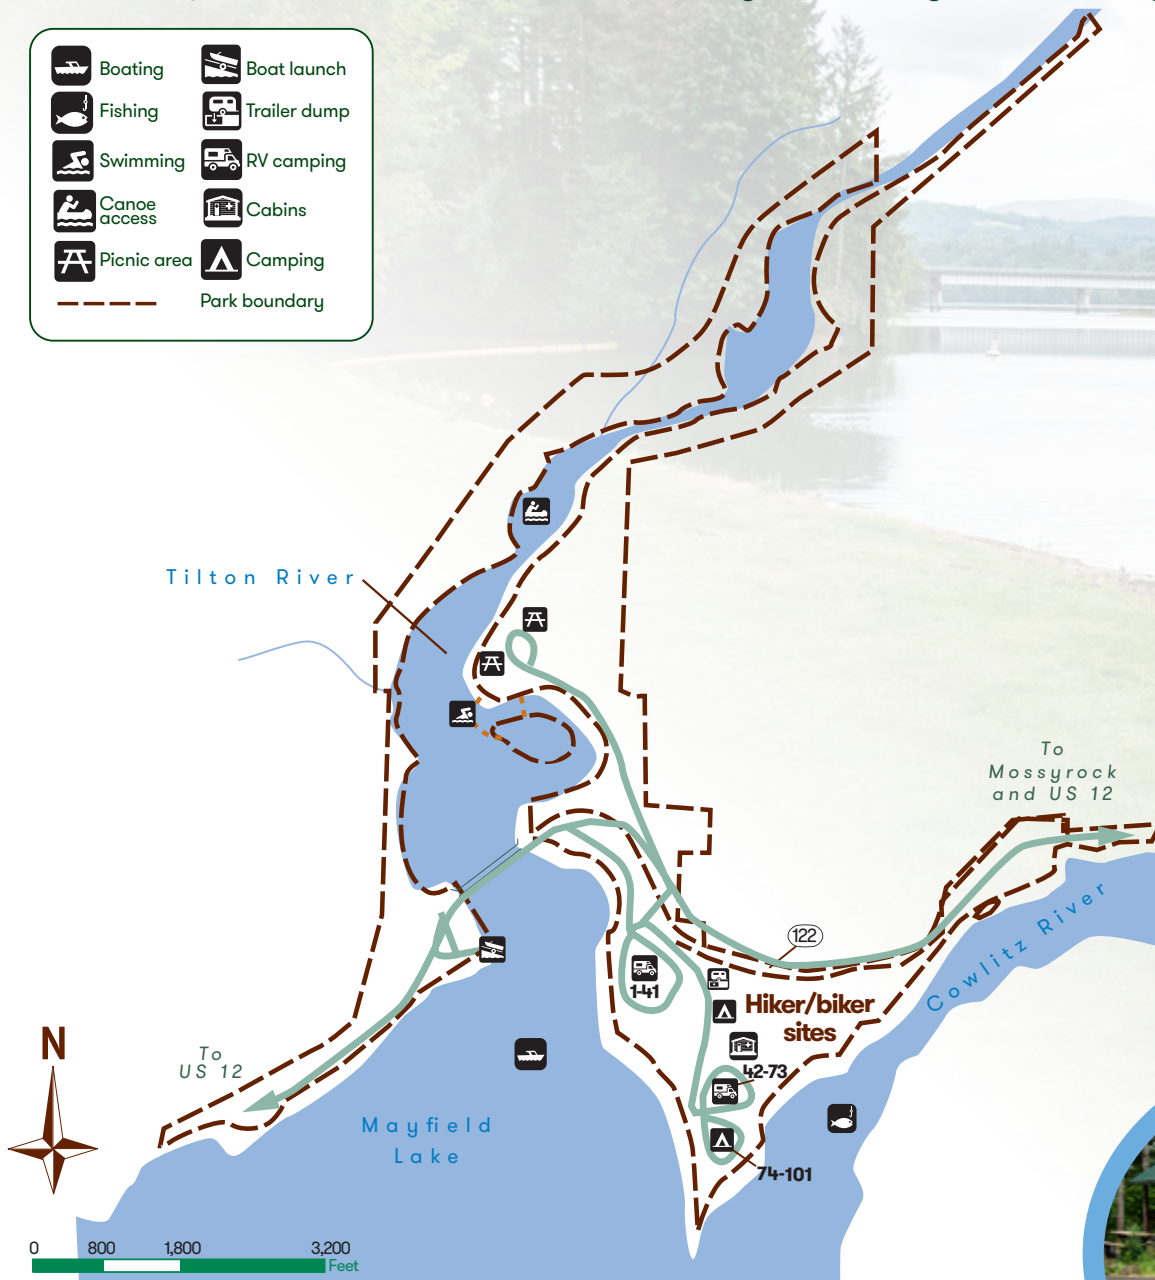 Boating
Boat launch
Fishing
Trailer dump
Swimming
RV camping
Canoe
access
Cabins
Picnic area
Camping
Park boundary
Tilton River
To
Mossyrock
and US 12
122
Cowlitz River
1-41
Hiker/biker
sites
N
To
US 12
42-73
Mayfield
Lake
74-101
0 800 1,800 3,200
Feet